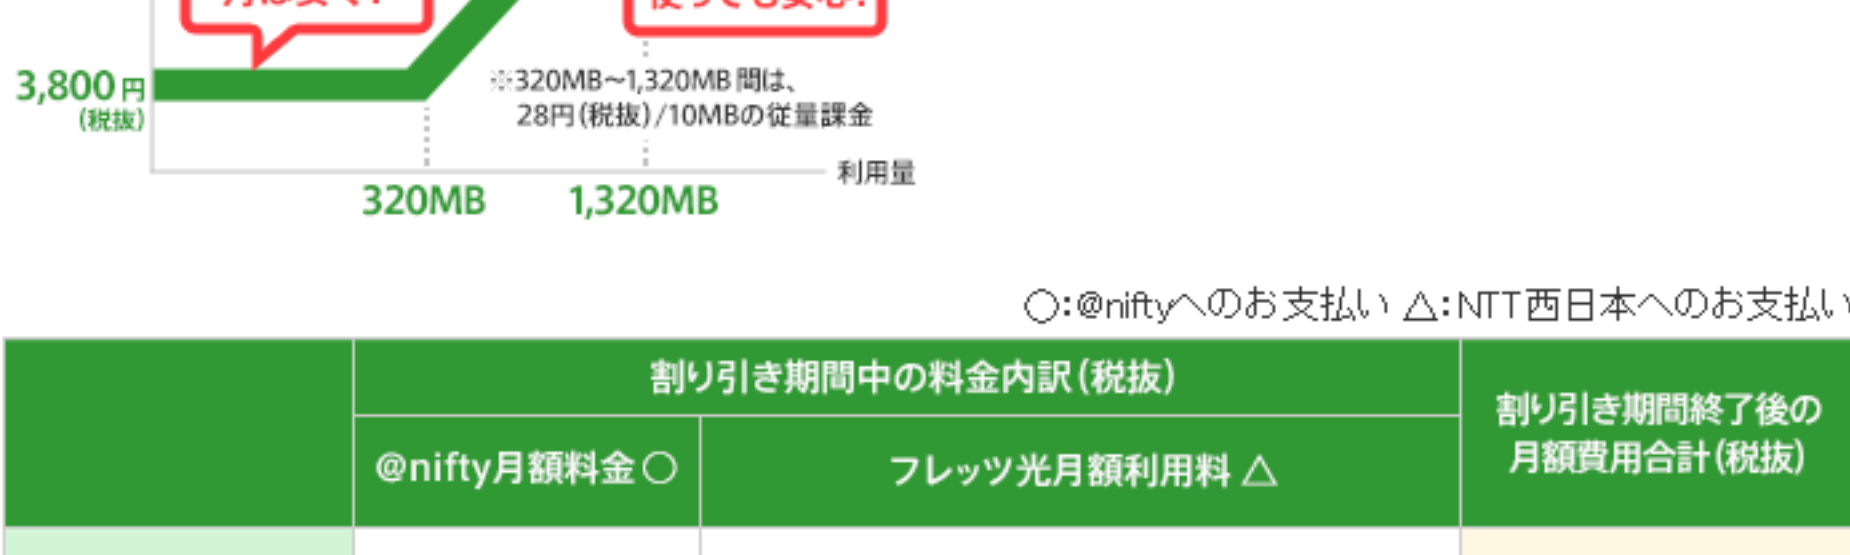 3,800円
(税抜)
※320MB～1,320MB間は、
28円(税抜)/10MBの従量課金
利用量
320MB
1,320MB
○：@niftyへのお支払い △：NTT西日本へのお支払い
割り引き期間中の料金内訳(税抜)
割り引き期間終了後の
月額費用合計(税抜)
@nifty月額料金○
フレッツ光月額利用料 △